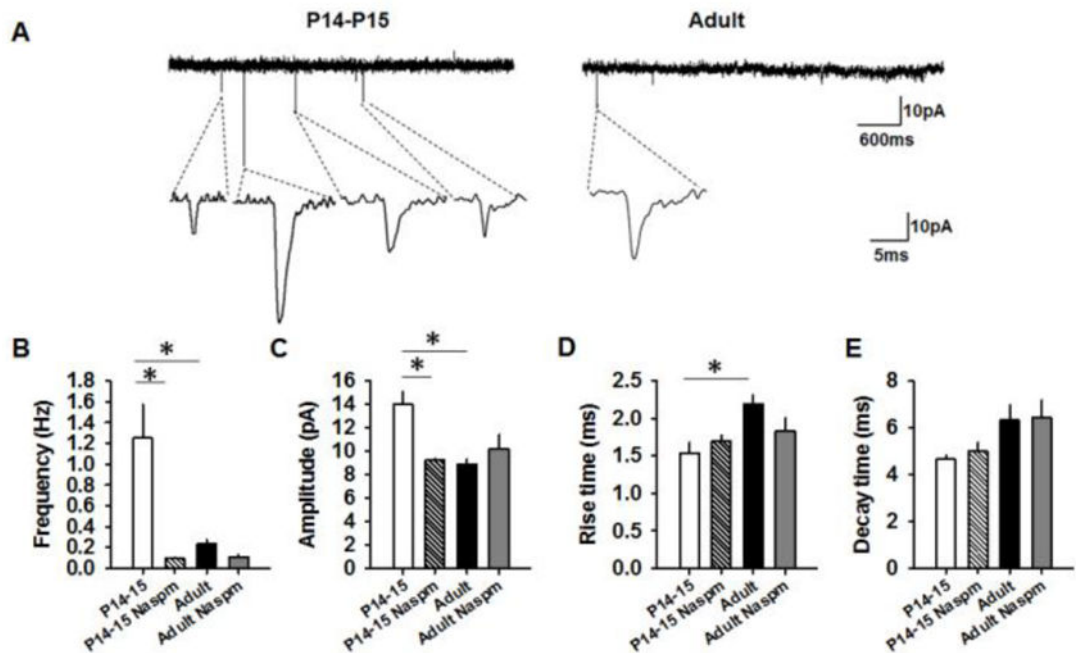 A
P14-P15
Adult
10pA
600ms
10pA
5ms
B
*
*
Frequency (Hz)
1.8
1.6
1.4
1.2
1.0
0.8
0.6
0.4
0.2
0.0
P14-15
P14-15 Naspm
Adult
Adult Naspm
C
*
*
Amplitude (pA)
16
14
12
10
8
6
4
2
0
P14-15
P14-15 Naspm
Adult
Adult Naspm
D
*
Rise time (ms)
2.5
2.0
1.5
1.0
0.5
0.0
P14-15
P14-15 Naspm
Adult
Adult Naspm
E
Decay time (ms)
8
6
4
2
0
P14-15
P14-15 Naspm
Adult
Adult Naspm